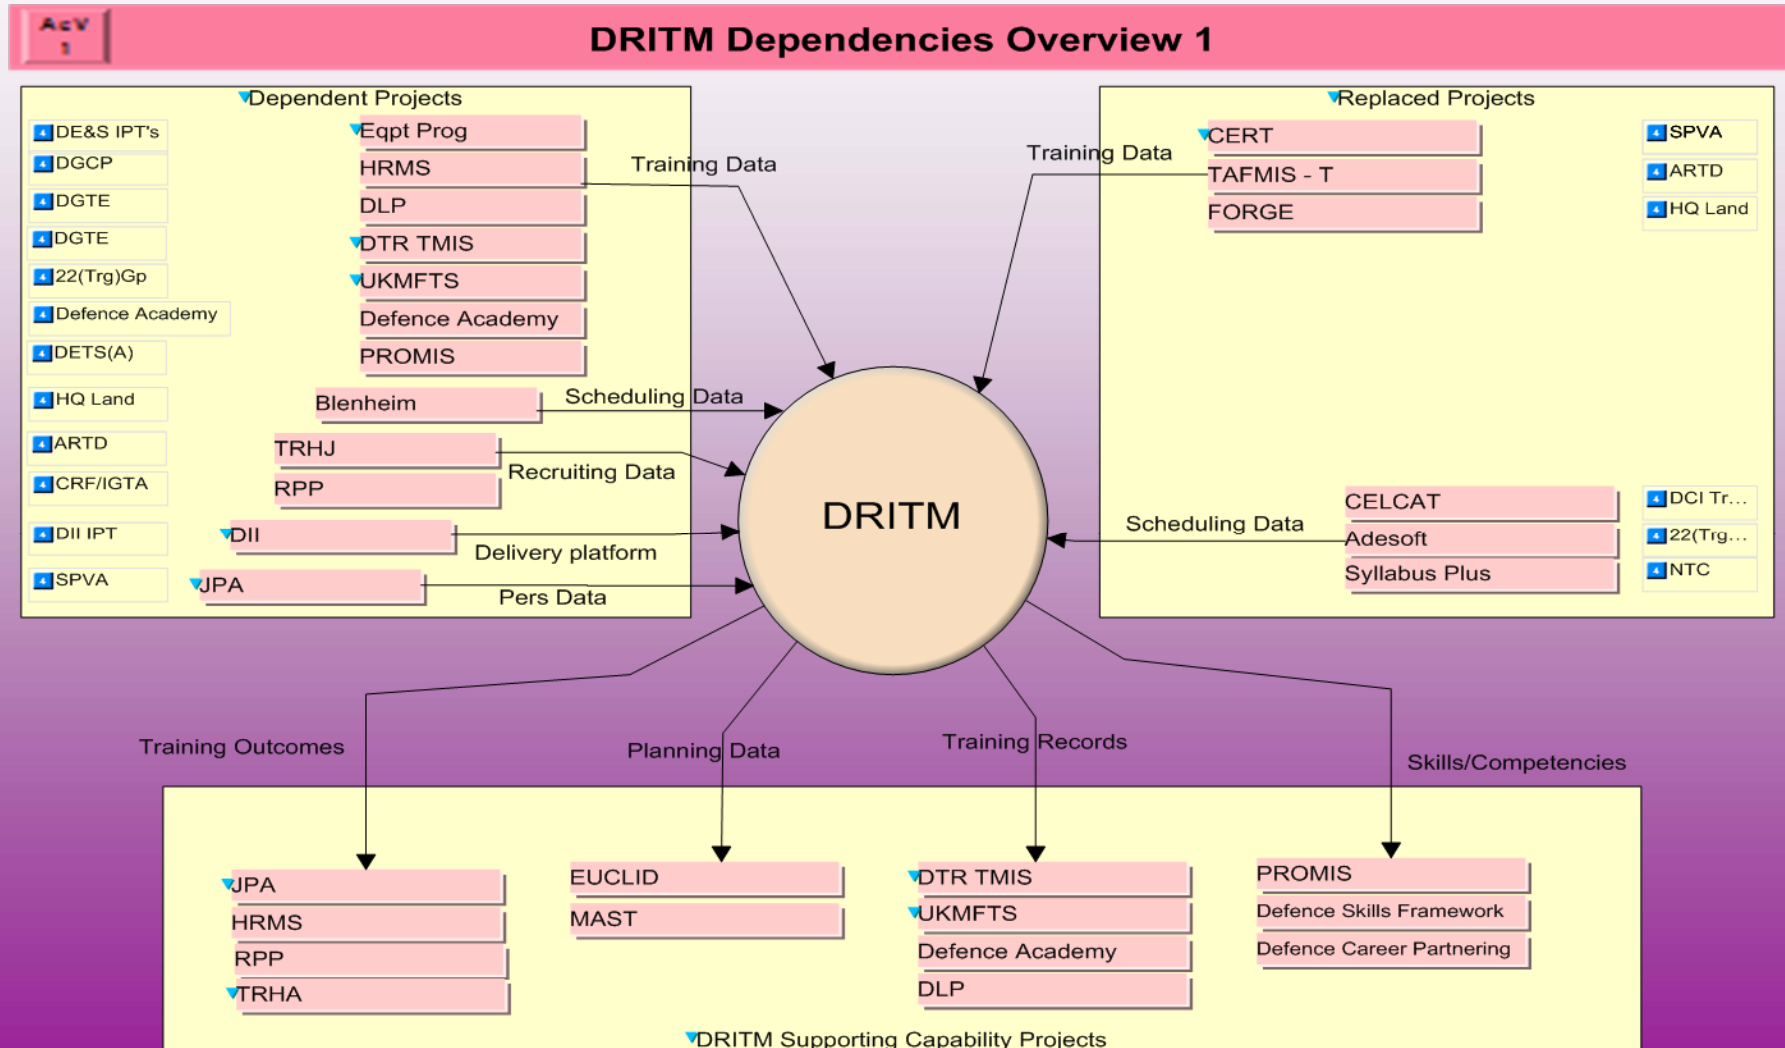 AcV
1
DRITM Dependencies Overview 1
Dependent Projects
DE&S IPT's
DGCP
DGTE
DGTE
22(Trg)Gp
Defence Academy
DETS(A)
HQ Land
ARTD
CRF/IGTA
DII IPT
SPVA
Eqpt Prog
HRMS
DLP
DTR TMIS
UKMFTS
Defence Academy
PROMIS
Blenheim
TRHJ
RPP
DII
JPA
Training Data
Scheduling Data
Recruiting Data
Delivery platform
Pers Data
DRITM
Replaced Projects
Training Data
CERT
TAFMIS - T
FORGE
SPVA
ARTD
HQ Land
Scheduling Data
CELCAT
Adesoft
Syllabus Plus
DCI Tr...
22(Trg...
NTC
Training Outcomes
Planning Data
Training Records
Skills/Competencies
JPA
HRMS
RPP
TRHA
EUCLID
MAST
DTR TMIS
UKMFTS
Defence Academy
DLP
PROMIS
Defence Skills Framework
Defence Career Partnering
DRITM Supporting Capability Projects